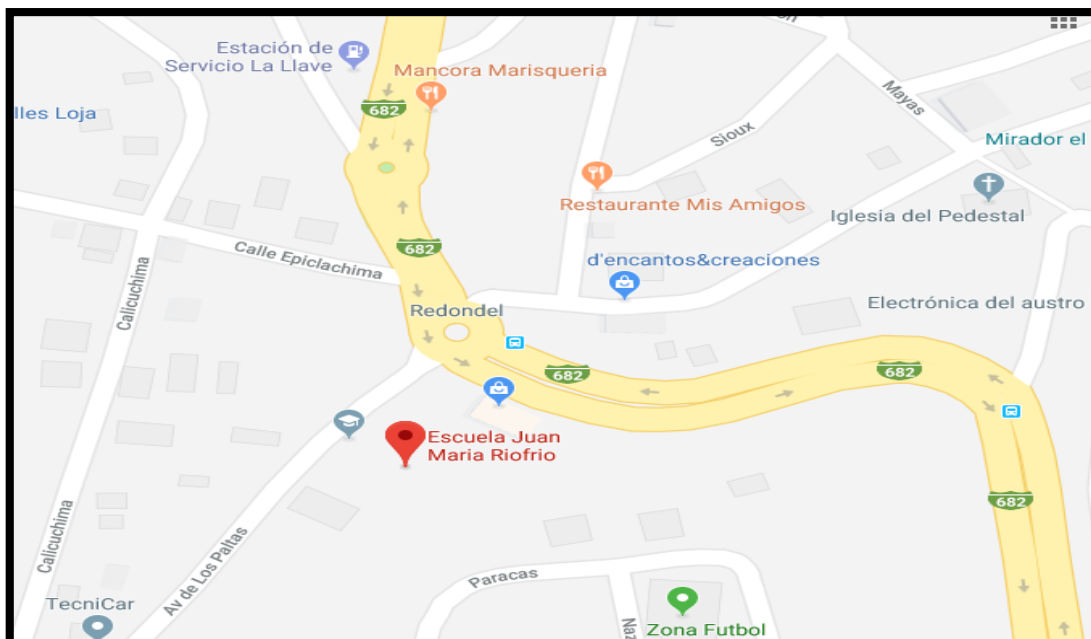 Estación de
Servicio La Llave
Mancora Marisqueria
682
lles Loja
Mayas
Sioux
Mirador el
Restaurante Mis Amigos
Iglesia del Pedestal
682
Calle Epiclachima
d'encantos&creaciones
Calicuchima
Redondel
Electrónica del austro
682
682
Escuela Juan
Maria Riofrio
682
Calicuchima
Av de Los Paltas
Paracas
TecniCar
Naz
Zona Futbol